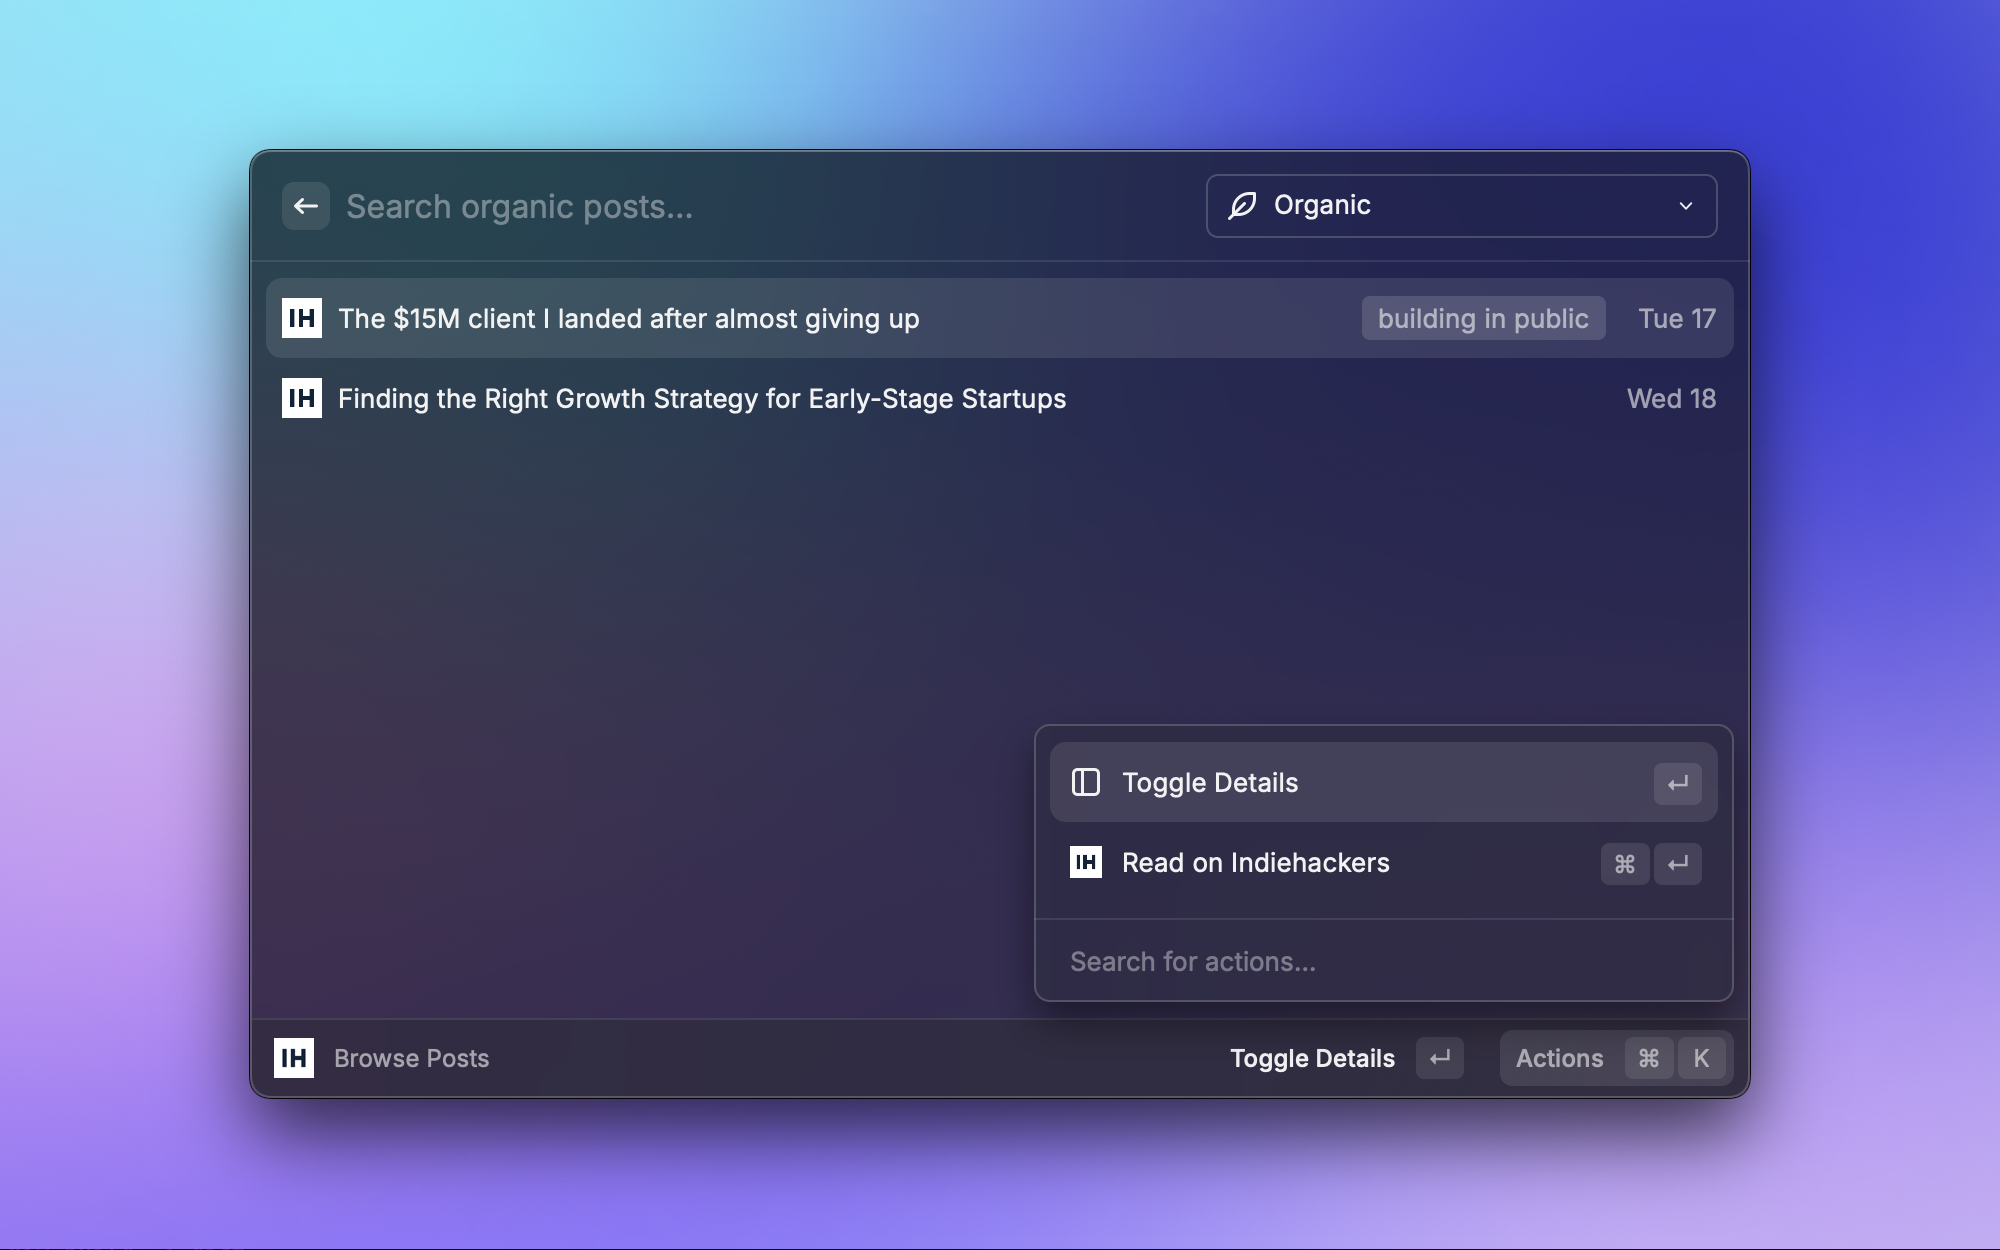 Search organic posts...
Organic
IH The $15M client I landed after almost giving up building in public Tue 17
IH Finding the Right Growth Strategy for Early-Stage Startups Wed 18
Toggle Details ↵
IH Read on Indiehackers ⌘ ↵
Search for actions...
IH Browse Posts Toggle Details ↵ Actions ⌘ K